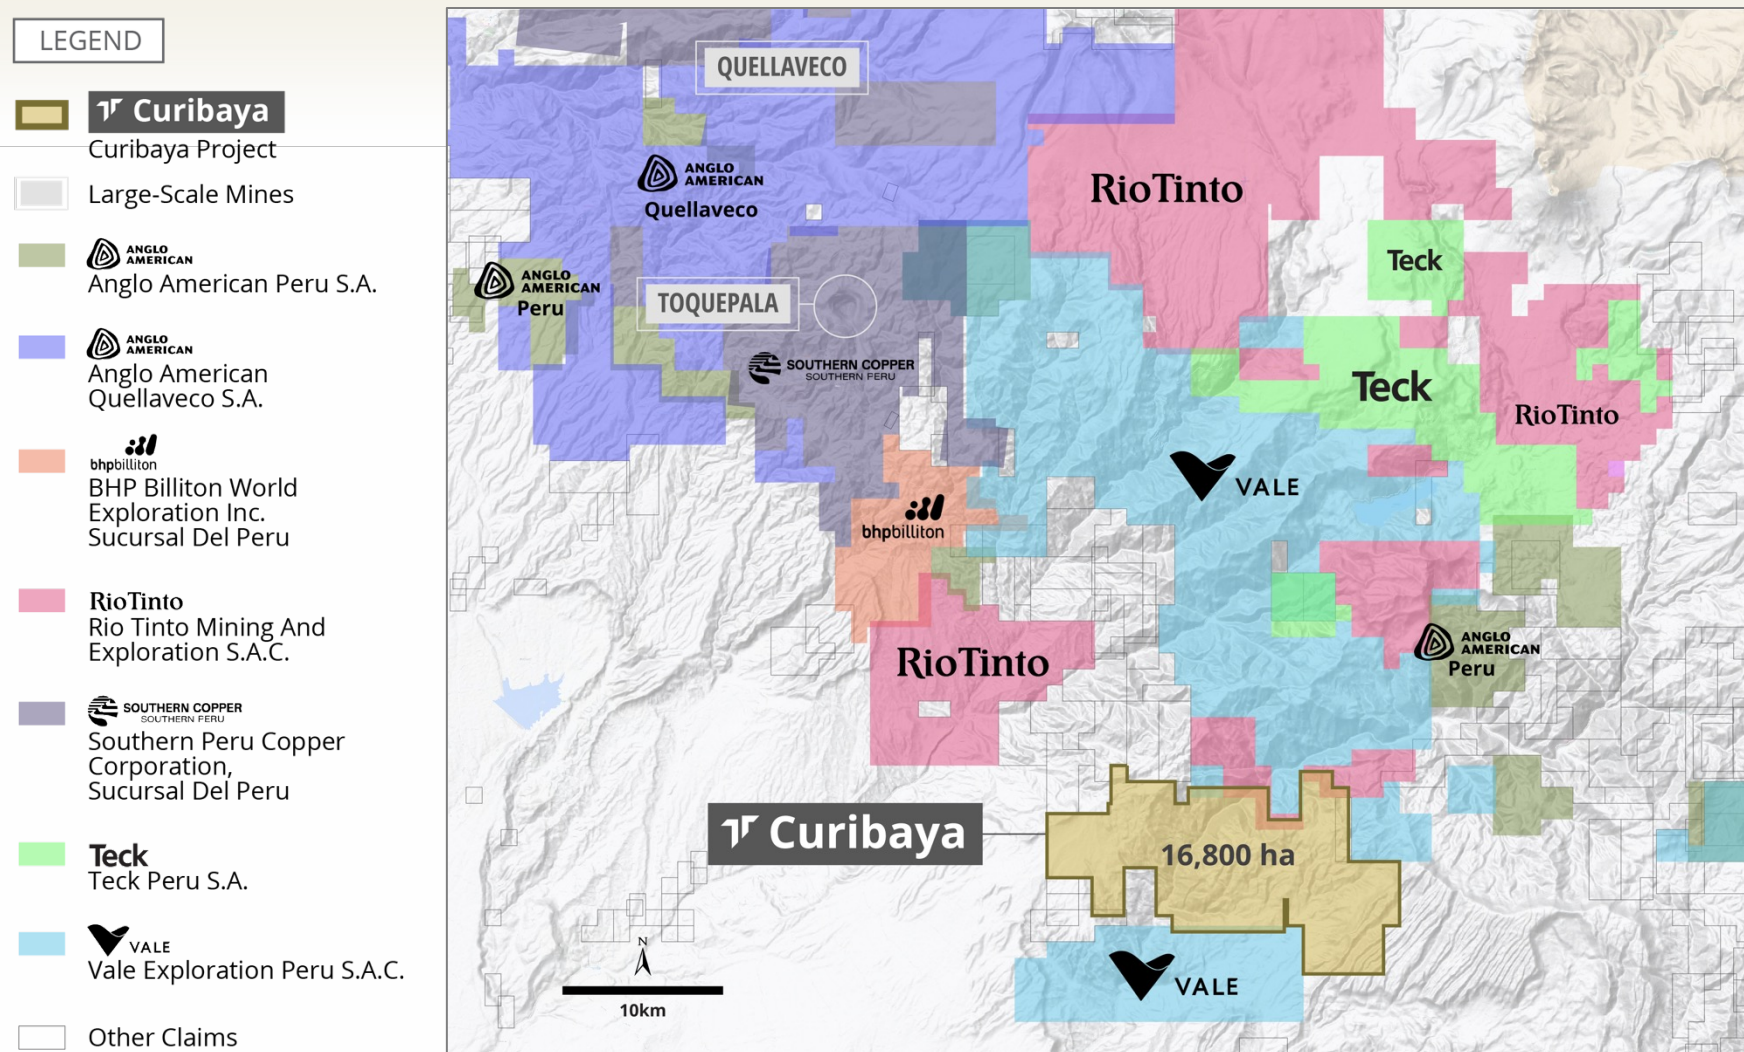 LEGEND
Curibaya
Curibaya Project
Large-Scale Mines
ANGLO
AMERICAN
Anglo American Peru S.A.
ANGLO
AMERICAN
Anglo American
Quellaveco S.A.
bhpbilliton
BHP Billiton World
Exploration Inc.
Sucursal Del Peru
RioTinto
Rio Tinto Mining And
Exploration S.A.C.
SOUTHERN COPPER
SOUTHERN PERU
Southern Peru Copper
Corporation,
Sucursal Del Peru
Teck
Teck Peru S.A.
VALE
Vale Exploration Peru S.A.C.
Other Claims
QUELLAVECO
ANGLO
AMERICAN
Quellaveco
RioTinto
Teck
ANGLO
AMERICAN
Peru
TOQUEPALA
SOUTHERN COPPER
SOUTHERN PERU
Teck
RioTinto
VALE
bhpbilliton
ANGLO
AMERICAN
Peru
RioTinto
Curibaya
16,800 ha
N
10km
VALE